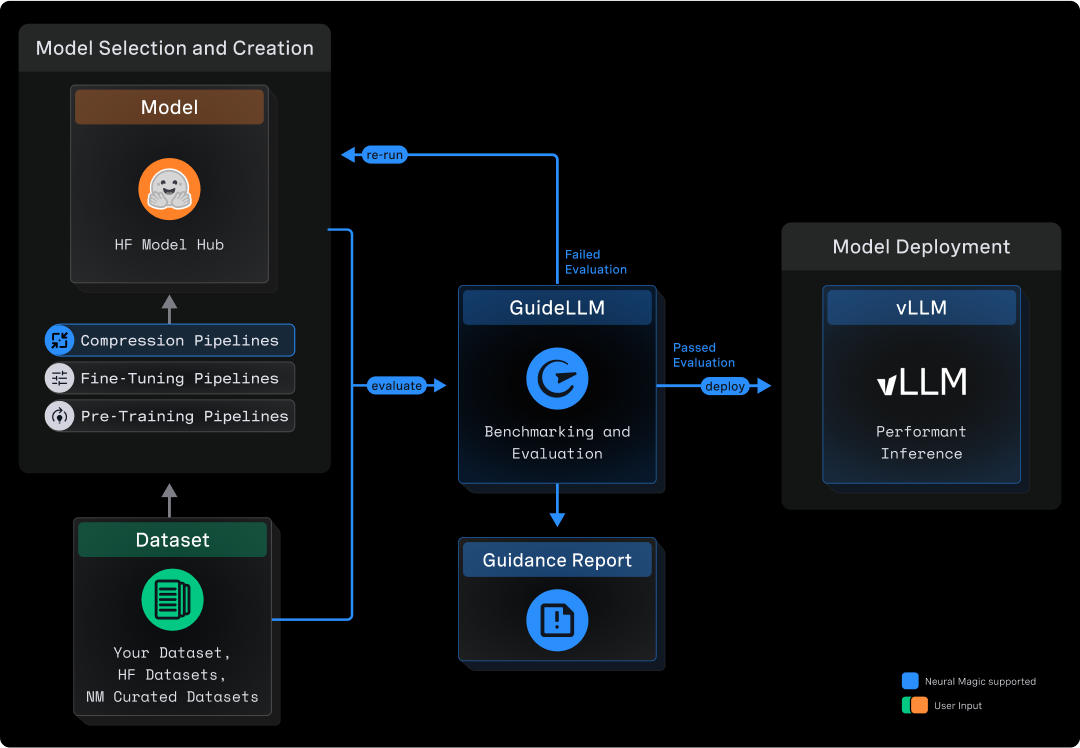 Model Selection and Creation
Model
HF Model Hub
Compression Pipelines
Fine-Tuning Pipelines
Pre-Training Pipelines
Dataset
Your Dataset,
HF Datasets,
NM Curated Datasets
re-run
evaluate
Failed
Evaluation
GuideLLM
Benchmarking and
Evaluation
Passed
Evaluation
deploy
Guidance Report
Model Deployment
vLLM
vLLM
Performant
Inference
Neural Magic supported
User Input